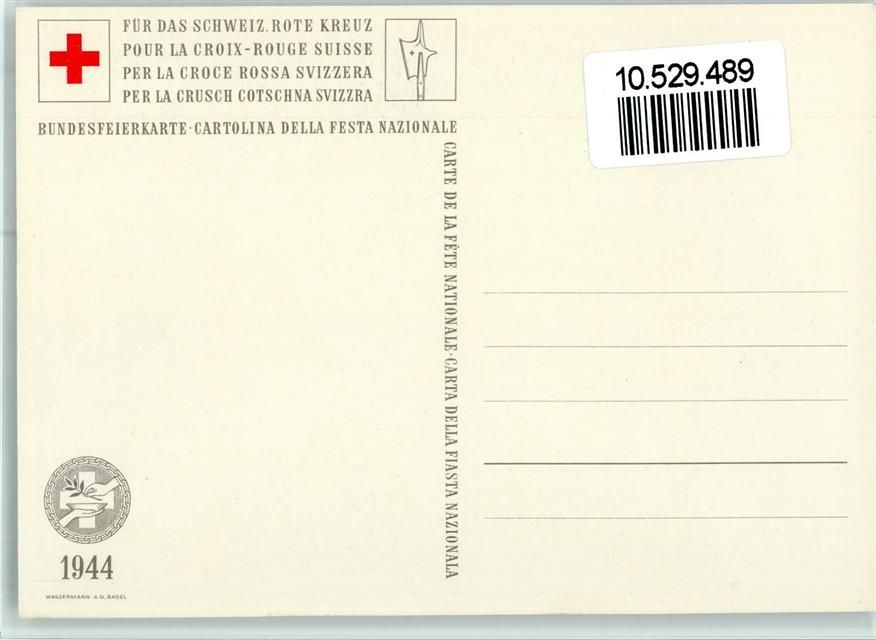 FÜR DAS SCHWEIZ. ROTE KREUZ
POUR LA CROIX-ROUGE SUISSE
PER LA CROCE ROSSA SVIZZERA
PER LA CRUSCH COTSCHNA SVIZZRA
BUNDESFEIERKARTE·CARTOLINA DELLA FESTA NAZIONALE
CARTE DE LA FÊTE NATIONALE·CARTA DELLA FIASTA NAZIONALA
10.529.489
1944
WASSERMANN A.G., BASEL